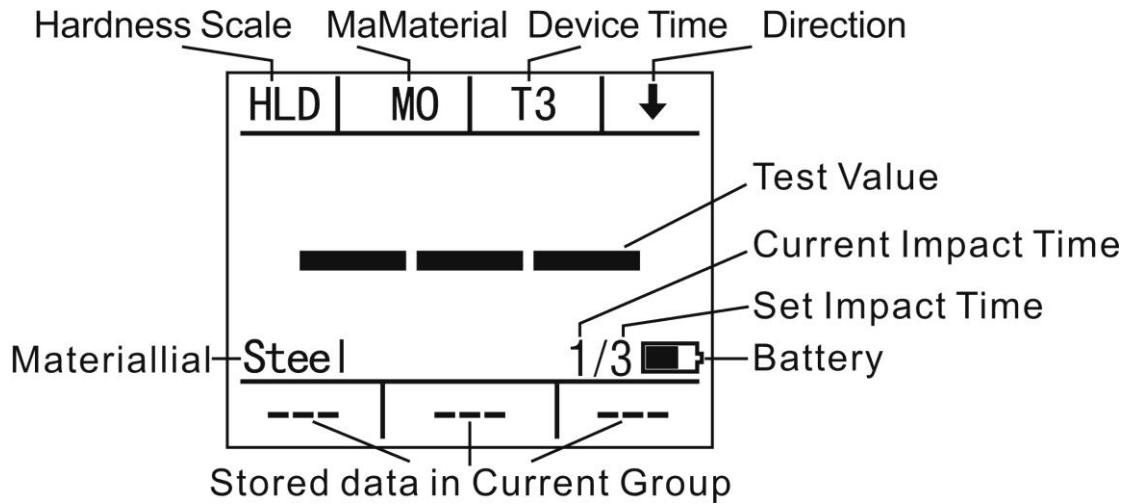 Hardness Scale MaMaterial Device Time Direction
HLD MO T3 ↓
Test Value
--- Current Impact Time
Set Impact Time
Materiallial Steel 1/3 Battery
--- --- ---
Stored data in Current Group